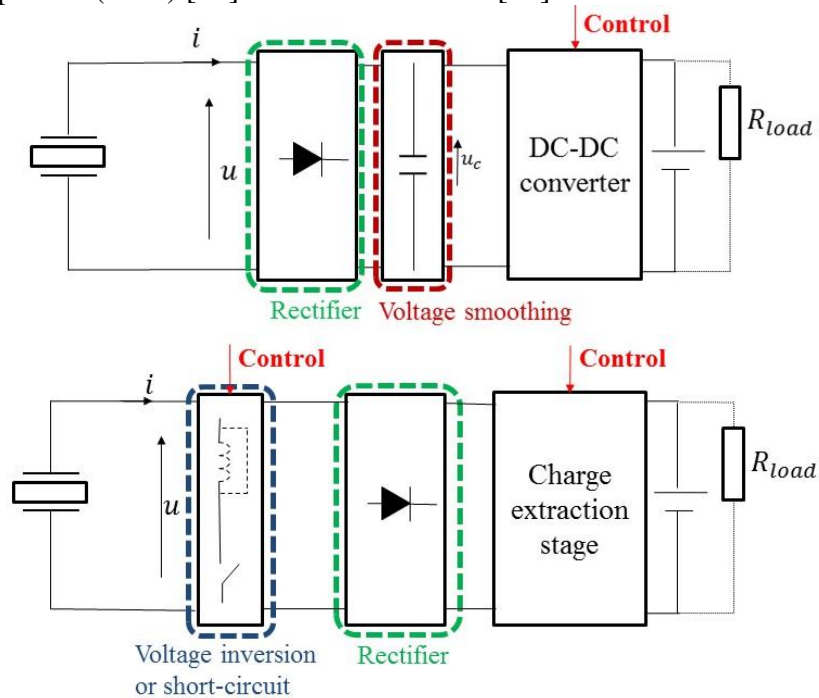 Control
i
u
u_c
DC-DC
converter
R_load
Rectifier
Voltage smoothing
Control
Control
i
u
Charge
extraction
stage
R_load
Voltage inversion
or short-circuit
Rectifier